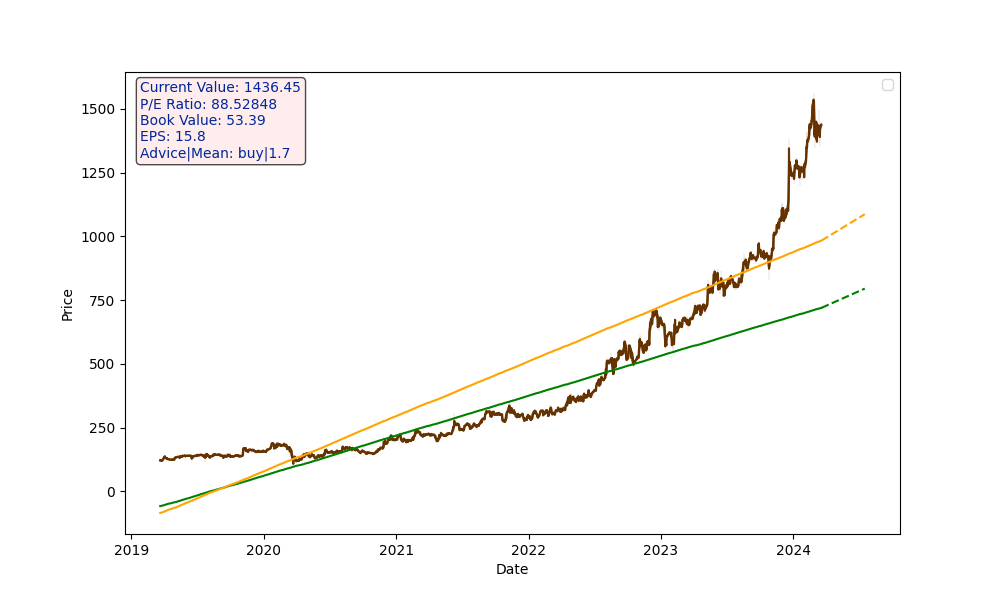 Current Value: 1436.45
P/E Ratio: 88.52848
Book Value: 53.39
EPS: 15.8
Advice|Mean: buy|1.7
1500
1250
1000
750
500
250
0
Price
2019 2020 2021 2022 2023 2024
Date